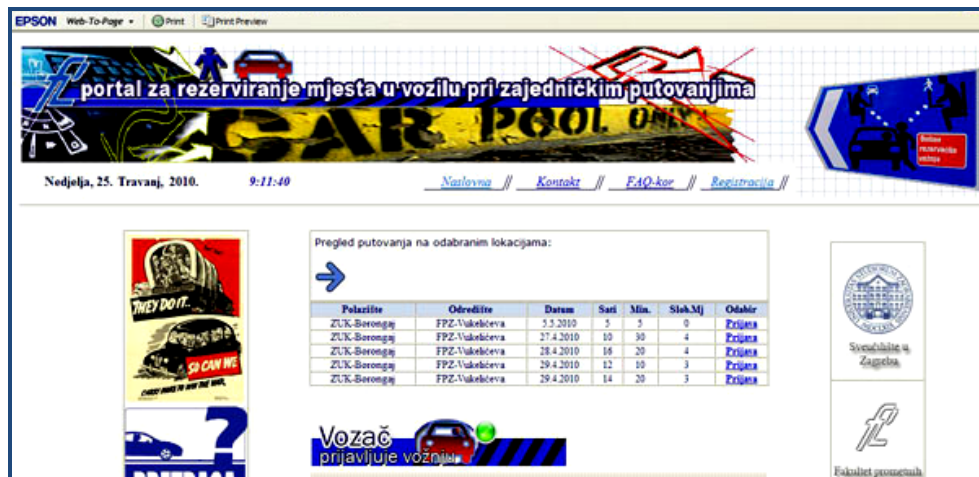 EPSON Web-To-Page Print Print Preview
portal za rezerviranje mjesta u vozilu pri zajedničkim putovanjima
CAR POOL ONLY
Sustav rezervacije vožnje
Nedjelja, 25. Travanj, 2010. 9:11:40 Naslovna // Kontakt // FAQ-kor // Registracija //
Pregled putovanja na odabranim lokacijama:
Polazište Odredište Datum Sati Min. Slob.Mj Odabir
ZUK-Borongaj FPZ-Vukelićeva 5.5.2010 5 5 0 Prijava
ZUK-Borongaj FPZ-Vukelićeva 27.4.2010 10 30 4 Prijava
ZUK-Borongaj FPZ-Vukelićeva 28.4.2010 16 20 4 Prijava
ZUK-Borongaj FPZ-Vukelićeva 29.4.2010 12 10 3 Prijava
ZUK-Borongaj FPZ-Vukelićeva 29.4.2010 14 20 3 Prijava
THEY DO IT..
SO CAN WE
Sveučilište u
Zagrebu
Vozač
prijavljuje vožnju
?
Fakultet prometnih